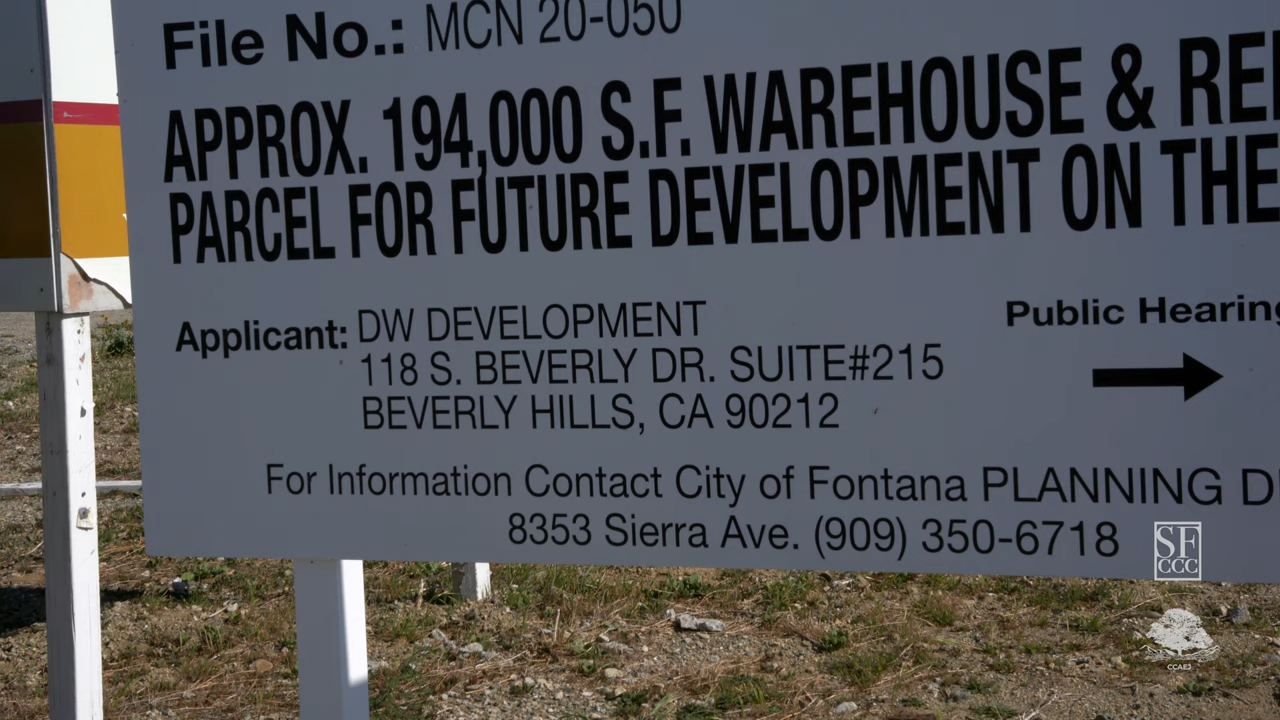 File No.: MCN 20-050
APPROX. 194,000 S.F. WAREHOUSE &
PARCEL FOR FUTURE DEVELOPMENT ON THE
Applicant: DW DEVELOPMENT
118 S. BEVERLY DR. SUITE#215
BEVERLY HILLS, CA 90212
Public Hearing
For Information Contact City of Fontana PLANNING D
8353 Sierra Ave. (909) 350-6718
SF
CCC
CCAEJ